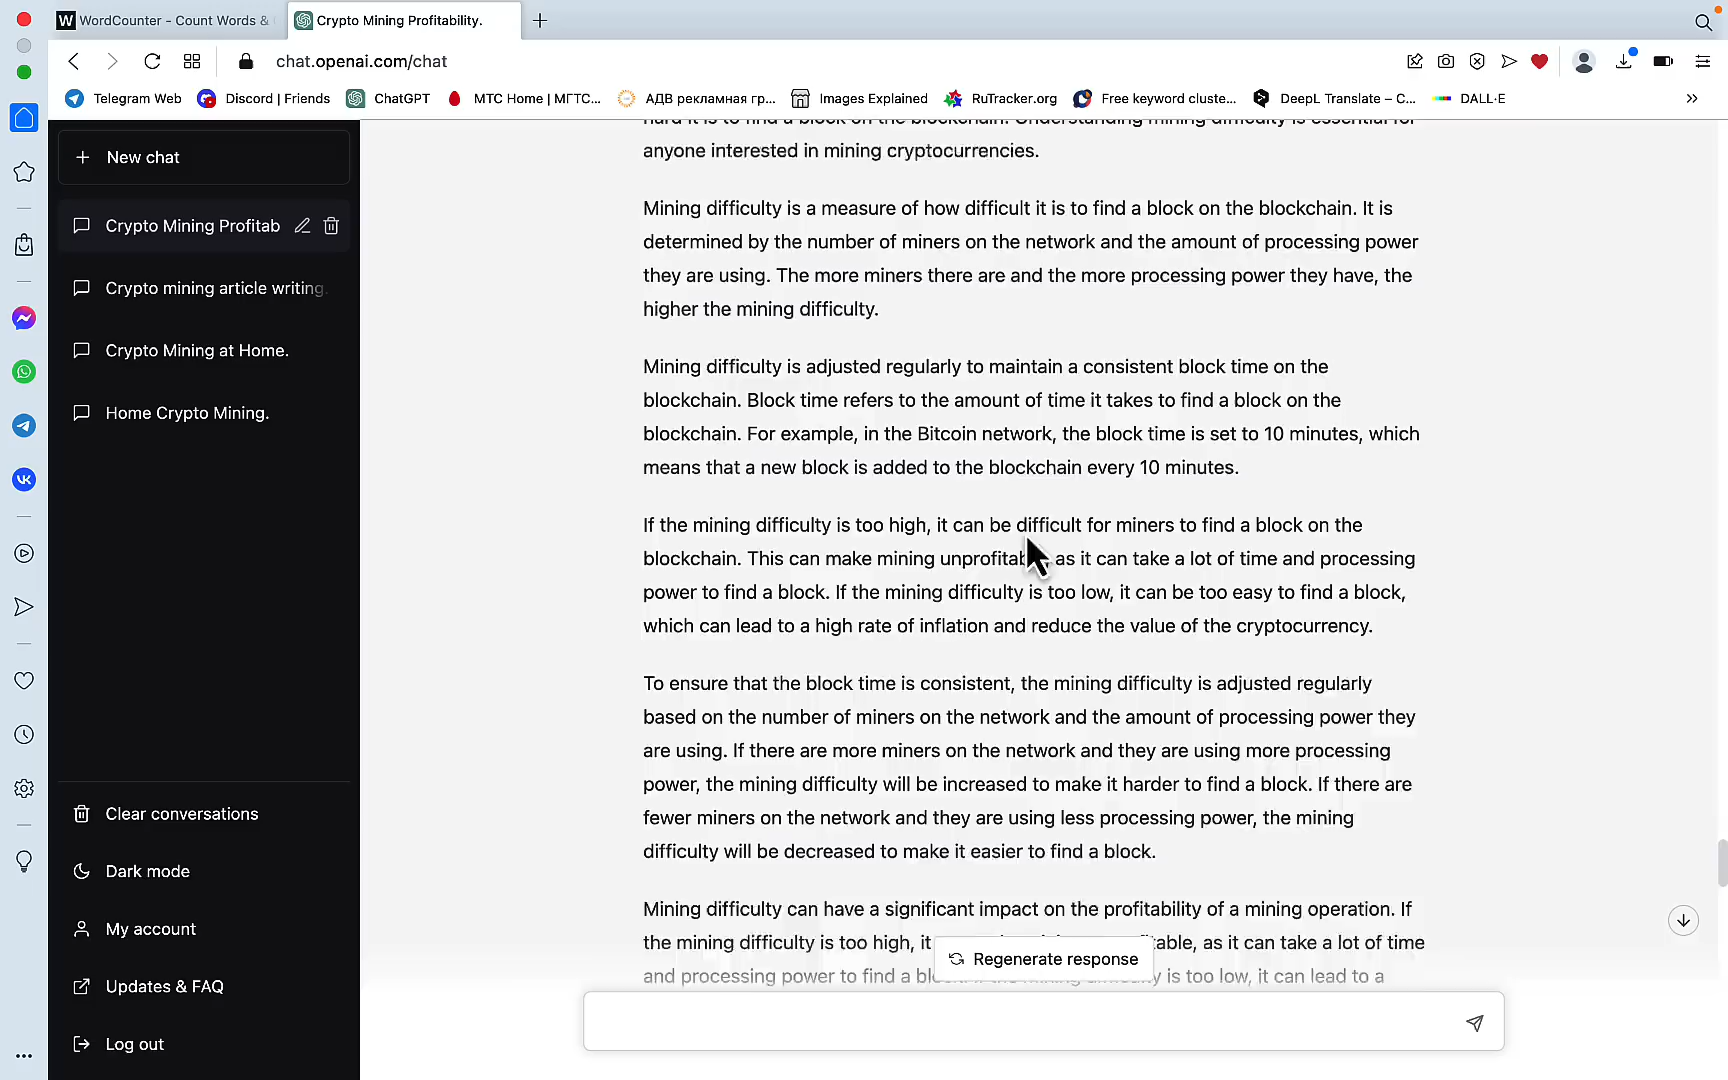 WordCounter - Count Words &
Crypto Mining Profitability.
chat.openai.com/chat
Telegram Web
Discord | Friends
ChatGPT
МТС Home | МГТС...
АДВ рекламная гр...
Images Explained
RuTracker.org
Free keyword cluste...
DeepL Translate – C...
DALL·E
New chat
Crypto Mining Profitab
Crypto mining article writing.
Crypto Mining at Home.
Home Crypto Mining.
Clear conversations
Dark mode
My account
Updates & FAQ
Log out
hard it is to find a block on the blockchain. Understanding mining difficulty is essential for
anyone interested in mining cryptocurrencies.
Mining difficulty is a measure of how difficult it is to find a block on the blockchain. It is
determined by the number of miners on the network and the amount of processing power
they are using. The more miners there are and the more processing power they have, the
higher the mining difficulty.
Mining difficulty is adjusted regularly to maintain a consistent block time on the
blockchain. Block time refers to the amount of time it takes to find a block on the
blockchain. For example, in the Bitcoin network, the block time is set to 10 minutes, which
means that a new block is added to the blockchain every 10 minutes.
If the mining difficulty is too high, it can be difficult for miners to find a block on the
blockchain. This can make mining unprofitab as it can take a lot of time and processing
power to find a block. If the mining difficulty is too low, it can be too easy to find a block,
which can lead to a high rate of inflation and reduce the value of the cryptocurrency.
To ensure that the block time is consistent, the mining difficulty is adjusted regularly
based on the number of miners on the network and the amount of processing power they
are using. If there are more miners on the network and they are using more processing
power, the mining difficulty will be increased to make it harder to find a block. If there are
fewer miners on the network and they are using less processing power, the mining
difficulty will be decreased to make it easier to find a block.
Mining difficulty can have a significant impact on the profitability of a mining operation. If
the mining difficulty is too high, it table, as it can take a lot of time
and processing power to find a bl y is too low, it can lead to a
Regenerate response